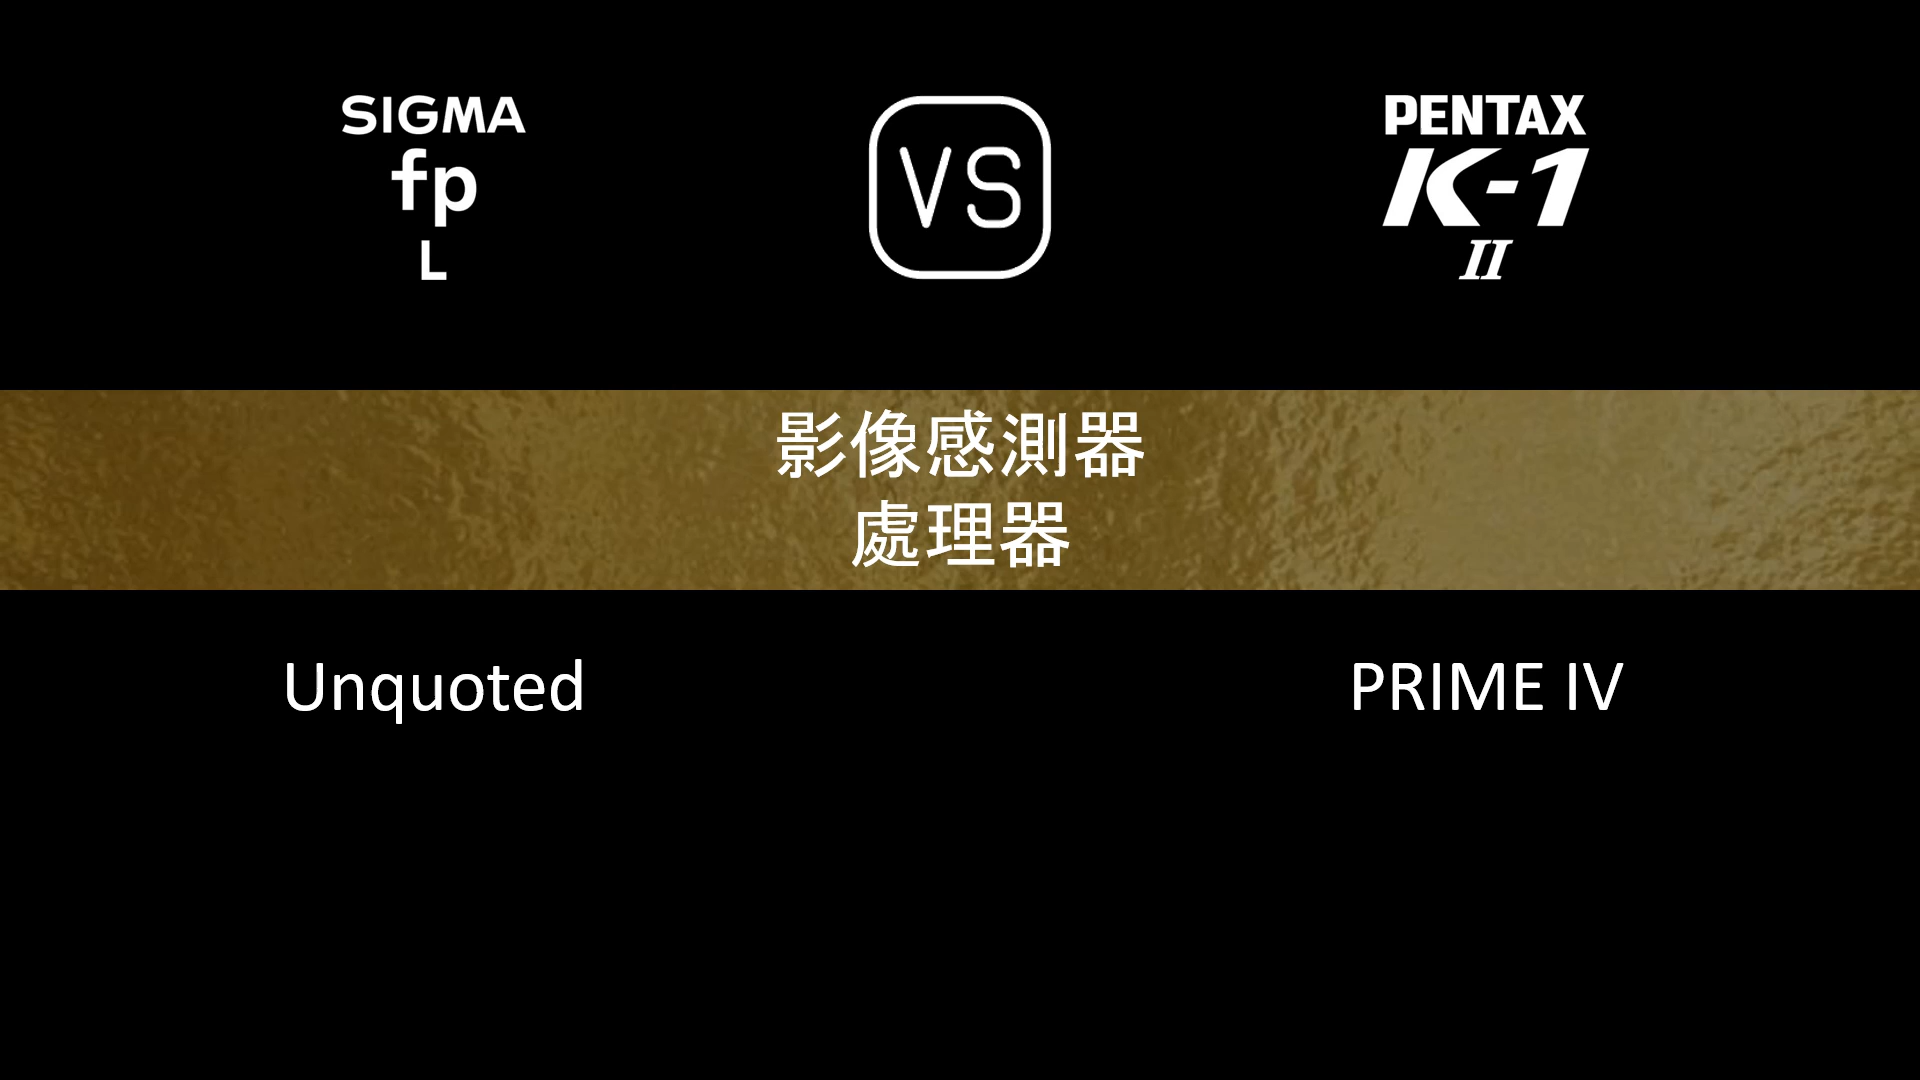 SIGMA
fp
L
VS
PENTAX
K-1
II
影像感測器
處理器
Unquoted
PRIME IV